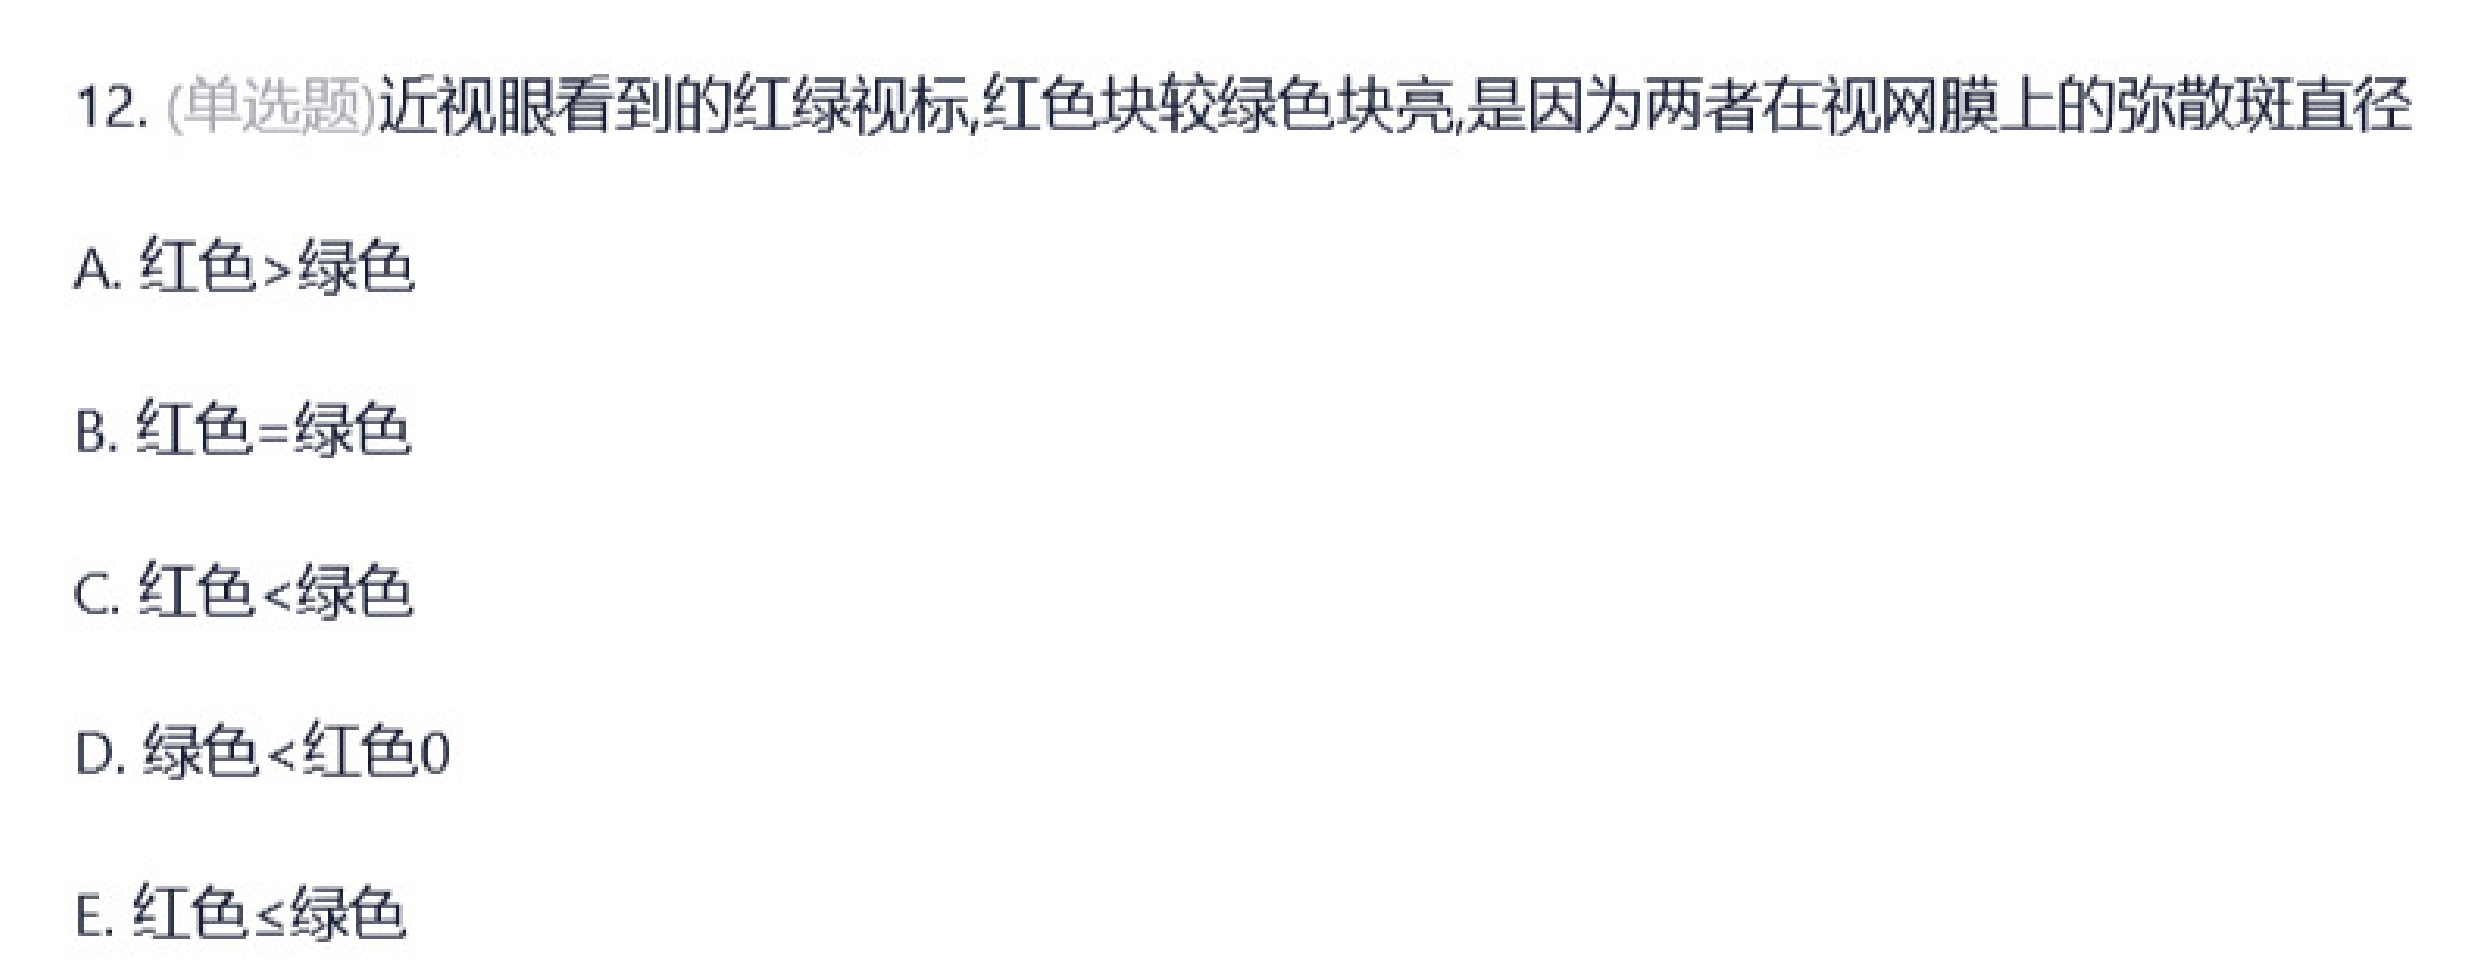 12. (单选题)近视眼看到的红绿视标,红色块较绿色块亮,是因为两者在视网膜上的弥散斑直径
A. 红色>绿色
B. 红色=绿色
C. 红色<绿色
D. 绿色<红色0
E. 红色≤绿色